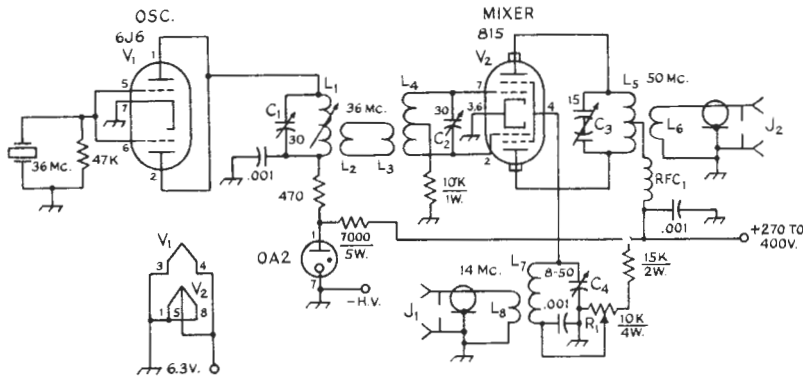 OSC.
6J6
V1
1
5
7
6
2
36 MC.
47K
.001
C1
30
L1
36 MC.
L2
L3
470
L4
30
C2
10K
1W.
MIXER
815
V2
7
3,6
4
2
15
C3
L5
50 MC.
L6
J2
RFC1
.001
+270 TO
400V.
7000
5W.
1
OA2
7
-H.V.
15K
2W.
L7
8-50
C4
.001
R1
10K
4W.
14 MC.
J1
L8
V1
3
4
V2
1
5
8
6.3V.